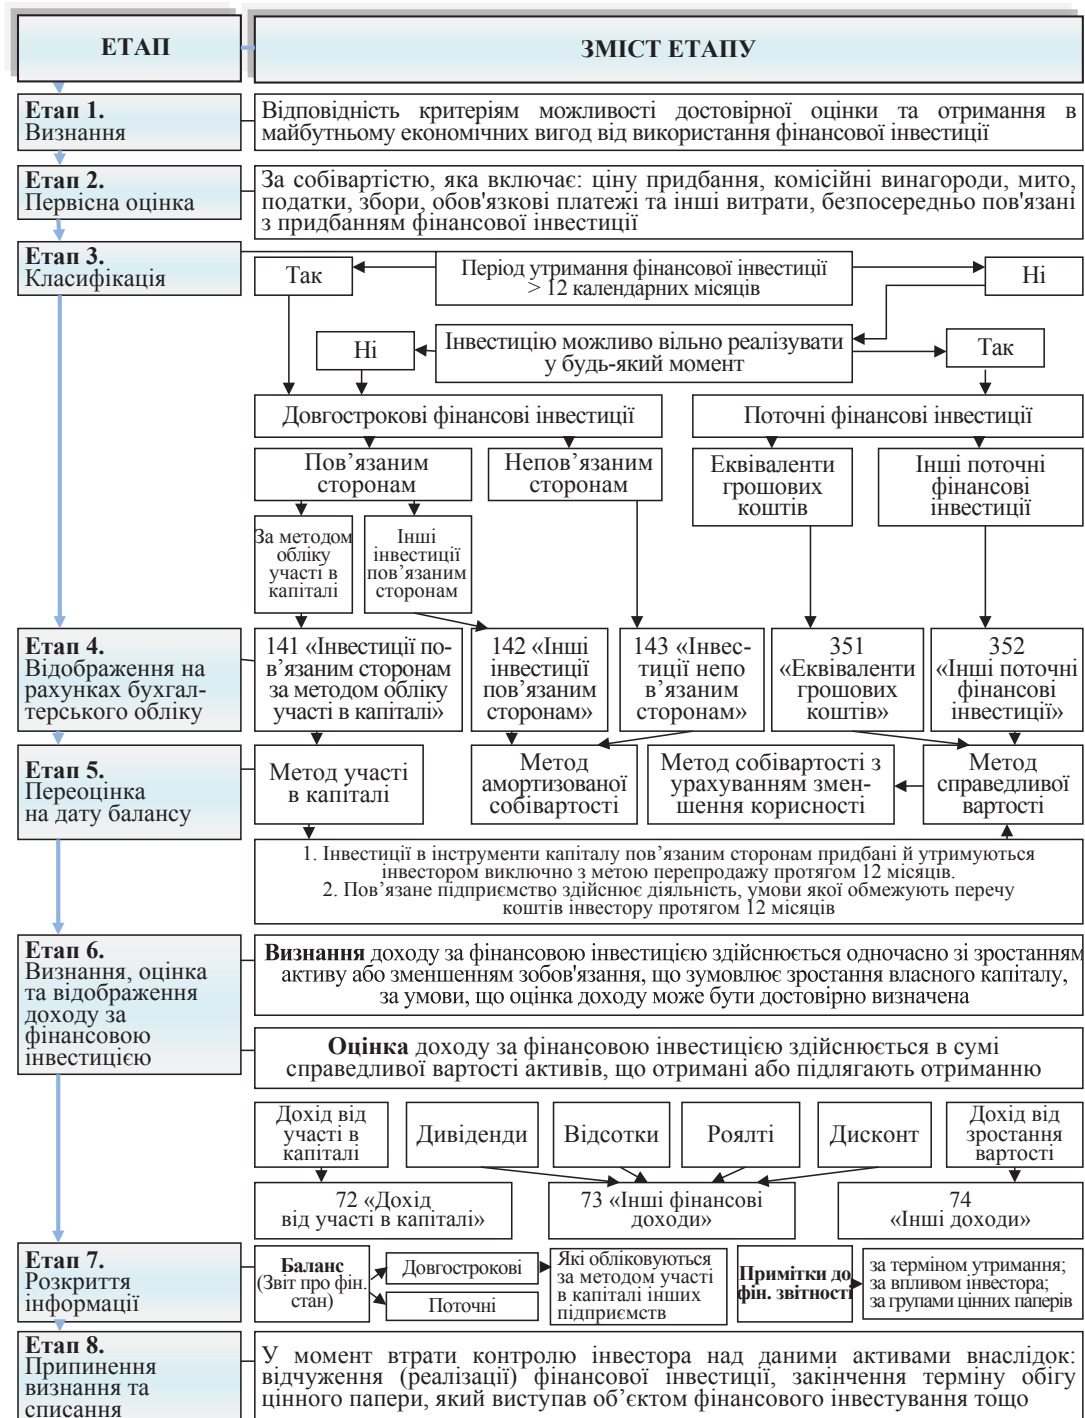 ЕТАП
ЗМІСТ ЕТАПУ
Етап 1.
Визнання
Відповідність критеріям можливості достовірної оцінки та отримання в
майбутньому економічних вигод від використання фінансової інвестиції
Етап 2.
Первісна оцінка
За собівартістю, яка включає: ціну придбання, комісійні винагороди, мито,
податки, збори, обов'язкові платежі та інші витрати, безпосередньо пов'язані
з придбанням фінансової інвестиції
Етап 3.
Класифікація
Так
Період утримання фінансової інвестиції
> 12 календарних місяців
Ні
Ні
Інвестицію можливо вільно реалізувати
у будь-який момент
Так
Довгострокові фінансові інвестиції
Поточні фінансові інвестиції
Пов’язаним
сторонам
Непов’язаним
сторонам
Еквіваленти
грошових
коштів
Інші поточні
фінансові
інвестиції
За методом
обліку
участі в
капіталі
Інші
інвестиції
пов’язаним
сторонам
Етап 4.
Відображення на
рахунках бухгал-
терського обліку
141 «Інвестиції по-
в’язаним сторонам
за методом обліку
участі в капіталі»
142 «Інші
інвестиції
пов’язаним
сторонам»
143 «Інвес-
тиції непо
в’язаним
сторонам»
351
«Еквіваленти
грошових
коштів»
352
«Інші поточні
фінансові
інвестиції»
Етап 5.
Переоцінка
на дату балансу
Метод участі
в капіталі
Метод
амортизованої
собівартості
Метод собівартості з
урахуванням змен-
шення корисності
Метод
справедливої
вартості
1. Інвестиції в інструменти капіталу пов’язаним сторонам придбані й утримуються
інвестором виключно з метою перепродажу протягом 12 місяців.
2. Пов’язане підприємство здійснює діяльність, умови якої обмежують перечу
коштів інвестору протягом 12 місяців
Етап 6.
Визнання, оцінка
та відображення
доходу за
фінансовою
інвестицією
Визнання доходу за фінансовою інвестицією здійснюється одночасно зі зростанням
активу або зменшенням зобов'язання, що зумовлює зростання власного капіталу,
за умови, що оцінка доходу може бути достовірно визначена
Оцінка доходу за фінансовою інвестицією здійснюється в сумі
справедливої вартості активів, що отримані або підлягають отриманню
Дохід від
участі в
капіталі
Дивіденди
Відсотки
Роялті
Дисконт
Дохід від
зростання
вартості
72 «Дохід
від участі в капіталі»
73 «Інші фінансові
доходи»
74
«Інші доходи»
Етап 7.
Розкриття
інформації
Баланс
(Звіт про фін.
стан)
Довгострокові
Поточні
Які обліковуються
за методом участі
в капіталі інших
підприємств
Примітки до
фін. звітності
за терміном утримання;
за впливом інвестора;
за групами цінних паперів
Етап 8.
Припинення
визнання та
списання
У момент втрати контролю інвестора над даними активами внаслідок:
відчуження (реалізації) фінансової інвестиції, закінчення терміну обігу
цінного папери, який виступав об’єктом фінансового інвестування тощо